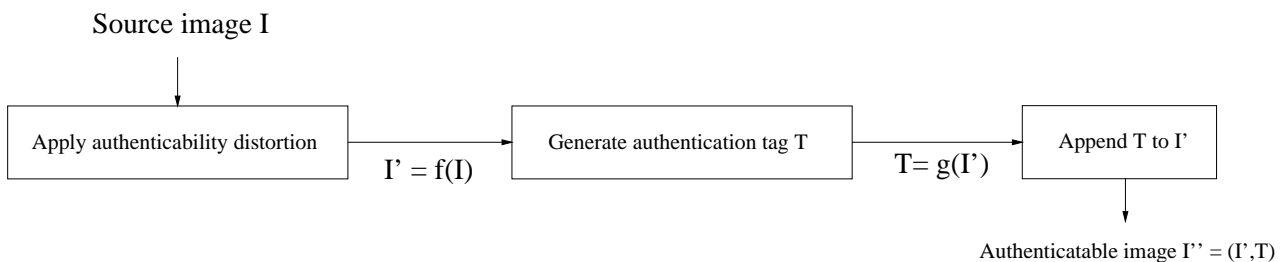 Source image I
Apply authenticability distortion
I' = f(I)
Generate authentication tag T
T= g(I')
Append T to I'
Authenticatable image I'' = (I',T)